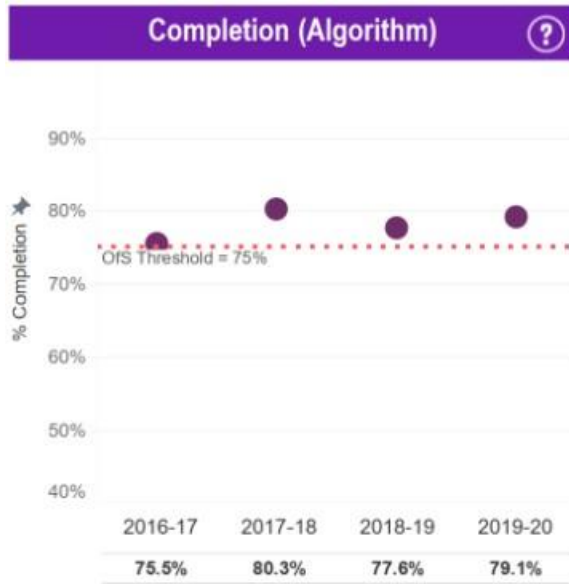 Completion (Algorithm) ?
90%
80%
OfS Threshold = 75%
70%
60%
50%
40%
% Completion
2016-17 2017-18 2018-19 2019-20
75.5% 80.3% 77.6% 79.1%